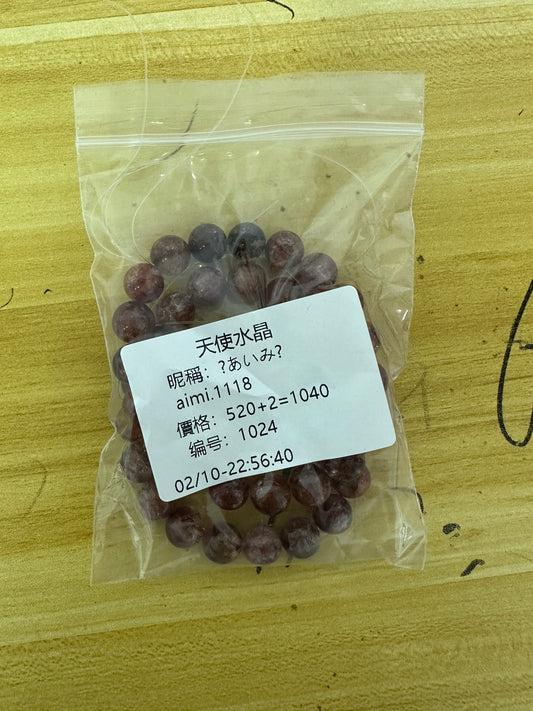 天使水晶
昵稱：?あいみ?
aimi.1118
價格：520+2=1040
编号：1024
02/10-22:56:40